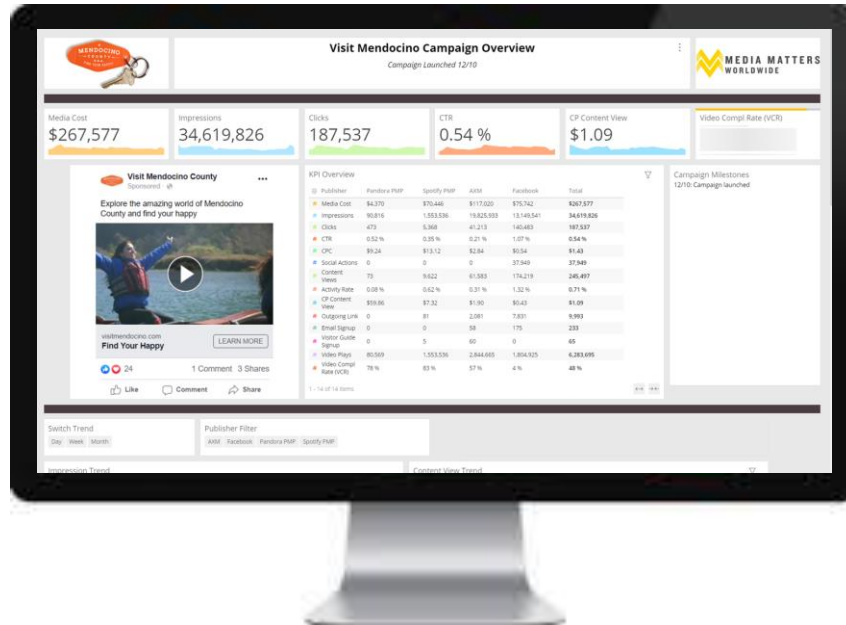 MENDOCINO
COUNTY
Visit Mendocino Campaign Overview
Campaign Launched 12/10
MEDIA MATTERS
WORLDWIDE
Media Cost
$267,577
Impressions
34,619,826
Clicks
187,537
CTR
0.54 %
CP Content View
$1.09
Video Compl Rate (VCR)
Visit Mendocino County
Sponsored
Explore the amazing world of Mendocino
County and find your happy
visitmendocino.com
Find Your Happy
LEARN MORE
24
1 Comment 3 Shares
Like Comment Share
KPI Overview
Publisher Pandora PMP Spotify PMP AXM Facebook Total
Media Cost $4,370 $70,446 $117,020 $75,742 $267,577
Impressions 90,816 1,553,536 19,825,933 13,149,541 34,619,826
Clicks 473 5,368 41,213 140,483 187,537
CTR 0.52 % 0.35 % 0.21 % 1.07 % 0.54 %
CPC $9.24 $13.12 $2.84 $0.54 $1.43
Social Actions 0 0 0 37,949 37,949
Content
Views 73 9,622 61,583 174,219 245,497
Activity Rate 0.08 % 0.62 % 0.31 % 1.32 % 0.71 %
CP Content
View $59.86 $7.32 $1.90 $0.43 $1.09
Outgoing Link 0 81 2,081 7,831 9,993
Email Signup 0 0 58 175 233
Visitor Guide
Signup 0 5 60 0 65
Video Plays 80,569 1,553,536 2,844,665 1,804,925 6,283,695
Video Compl
Rate (VCR) 78 % 83 % 57 % 4 % 48 %
1 - 14 of 14 items
Campaign Milestones
12/10: Campaign launched
Switch Trend
Day Week Month
Publisher Filter
AXM Facebook Pandora PMP Spotify PMP
Impression Trend
Content View Trend